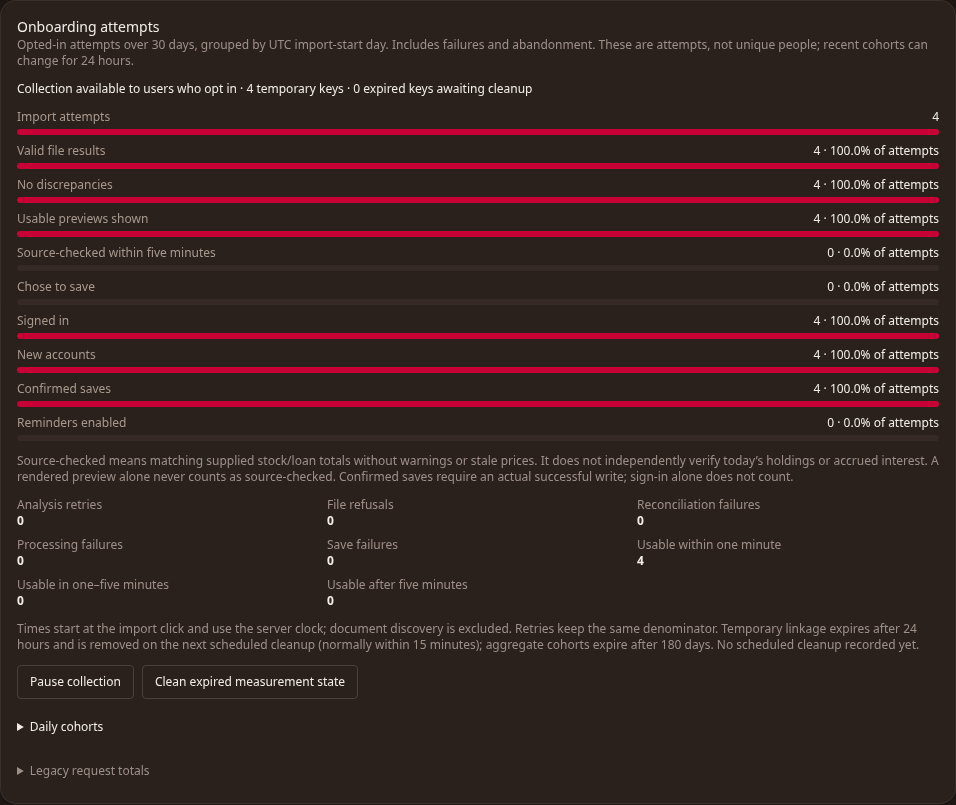 Onboarding attempts
Opted-in attempts over 30 days, grouped by UTC import-start day. Includes failures and abandonment. These are attempts, not unique people; recent cohorts can
change for 24 hours.
Collection available to users who opt in · 4 temporary keys · 0 expired keys awaiting cleanup
Import attempts 4
Valid file results 4 · 100.0% of attempts
No discrepancies 4 · 100.0% of attempts
Usable previews shown 4 · 100.0% of attempts
Source-checked within five minutes 0 · 0.0% of attempts
Chose to save 0 · 0.0% of attempts
Signed in 4 · 100.0% of attempts
New accounts 4 · 100.0% of attempts
Confirmed saves 4 · 100.0% of attempts
Reminders enabled 0 · 0.0% of attempts
Source-checked means matching supplied stock/loan totals without warnings or stale prices. It does not independently verify today's holdings or accrued interest. A
rendered preview alone never counts as source-checked. Confirmed saves require an actual successful write; sign-in alone does not count.
Analysis retries File refusals Reconciliation failures
0 0 0
Processing failures Save failures Usable within one minute
0 0 4
Usable in one–five minutes Usable after five minutes
0 0
Times start at the import click and use the server clock; document discovery is excluded. Retries keep the same denominator. Temporary linkage expires after 24
hours and is removed on the next scheduled cleanup (normally within 15 minutes); aggregate cohorts expire after 180 days. No scheduled cleanup recorded yet.
Pause collection Clean expired measurement state
Daily cohorts
Legacy request totals